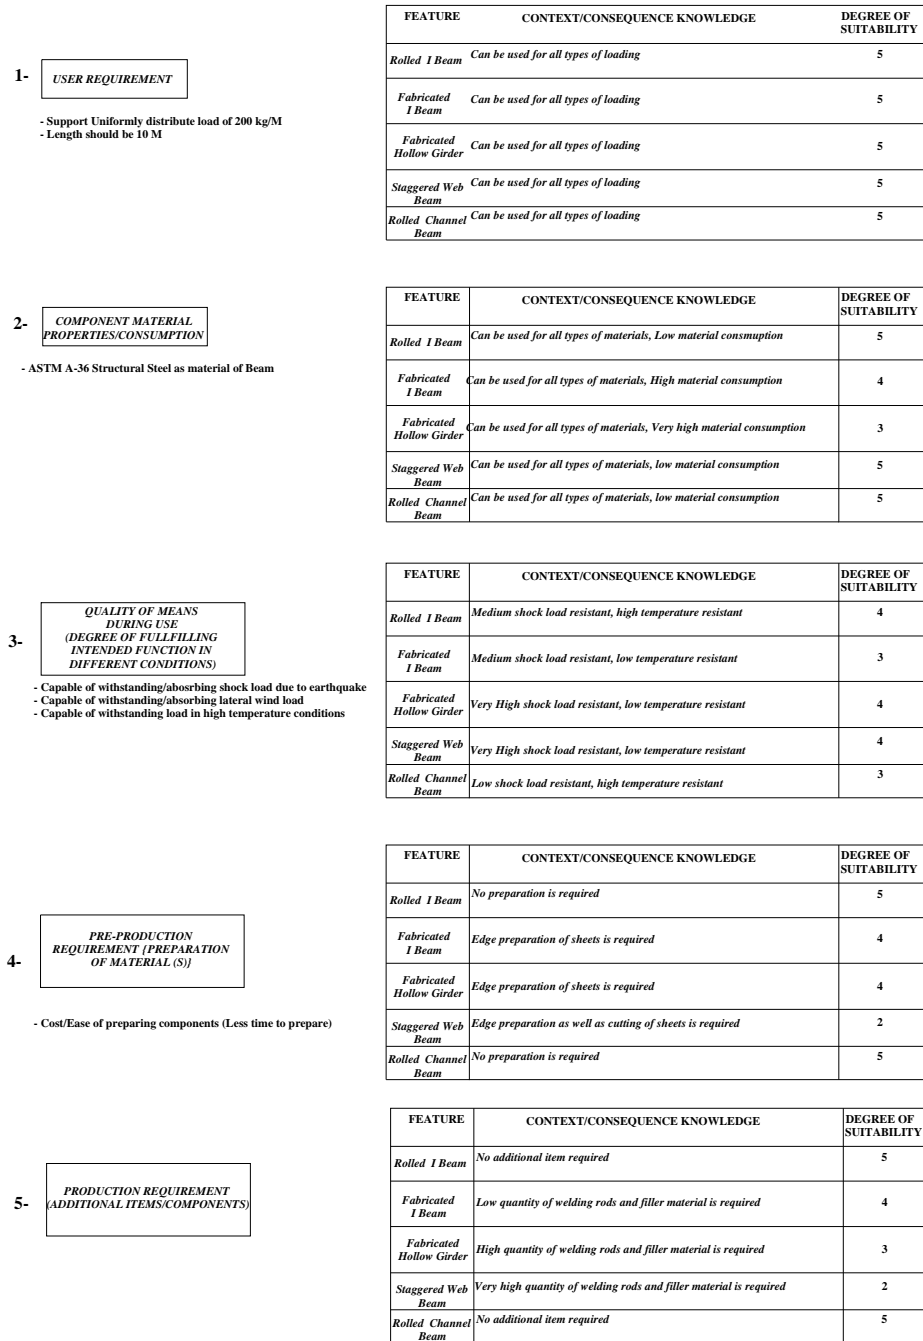 1-
USER REQUIREMENT
- Support Uniformly distribute load of 200 kg/M
- Length should be 10 M
FEATURE CONTEXT/CONSEQUENCE KNOWLEDGE DEGREE OF
SUITABILITY
Rolled I Beam Can be used for all types of loading 5
Fabricated
I Beam Can be used for all types of loading 5
Fabricated
Hollow Girder Can be used for all types of loading 5
Staggered Web
Beam Can be used for all types of loading 5
Rolled Channel
Beam Can be used for all types of loading 5
2-
COMPONENT MATERIAL
PROPERTIES/CONSUMPTION
- ASTM A-36 Structural Steel as material of Beam
FEATURE CONTEXT/CONSEQUENCE KNOWLEDGE DEGREE OF
SUITABILITY
Rolled I Beam Can be used for all types of materials, Low material consmuption 5
Fabricated
I Beam Can be used for all types of materials, High material consumption 4
Fabricated
Hollow Girder Can be used for all types of materials, Very high material consumption 3
Staggered Web
Beam Can be used for all types of materials, low material consumption 5
Rolled Channel
Beam Can be used for all types of materials, low material consumption 5
3-
QUALITY OF MEANS
DURING USE
(DEGREE OF FULLFILLING
INTENDED FUNCTION IN
DIFFERENT CONDITIONS)
- Capable of withstanding/abosrbing shock load due to earthquake
- Capable of withstanding/absorbing lateral wind load
- Capable of withstanding load in high temperature conditions
FEATURE CONTEXT/CONSEQUENCE KNOWLEDGE DEGREE OF
SUITABILITY
Rolled I Beam Medium shock load resistant, high temperature resistant 4
Fabricated
I Beam Medium shock load resistant, low temperature resistant 3
Fabricated
Hollow Girder Very High shock load resistant, low temperature resistant 4
Staggered Web
Beam Very High shock load resistant, low temperature resistant 4
Rolled Channel
Beam Low shock load resistant, high temperature resistant 3
4-
PRE-PRODUCTION
REQUIREMENT {PREPARATION
OF MATERIAL (S)}
- Cost/Ease of preparing components (Less time to prepare)
FEATURE CONTEXT/CONSEQUENCE KNOWLEDGE DEGREE OF
SUITABILITY
Rolled I Beam No preparation is required 5
Fabricated
I Beam Edge preparation of sheets is required 4
Fabricated
Hollow Girder Edge preparation of sheets is required 4
Staggered Web
Beam Edge preparation as well as cutting of sheets is required 2
Rolled Channel
Beam No preparation is required 5
5-
PRODUCTION REQUIREMENT
(ADDITIONAL ITEMS/COMPONENTS)
FEATURE CONTEXT/CONSEQUENCE KNOWLEDGE DEGREE OF
SUITABILITY
Rolled I Beam No additional item required 5
Fabricated
I Beam Low quantity of welding rods and filler material is required 4
Fabricated
Hollow Girder High quantity of welding rods and filler material is required 3
Staggered Web
Beam Very high quantity of welding rods and filler material is required 2
Rolled Channel
Beam No additional item required 5